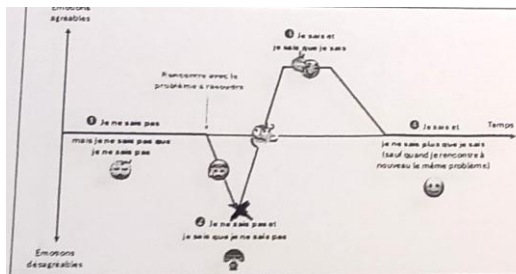 Emotions
agréables
❸ Je sais et
je sais que je sais
Rencontre avec le
problème à résoudre
❶ Je ne sais pas
mais je ne sais pas que
je ne sais pas
❹ Je sais et
Temps
je ne sais plus que je sais
(sauf quand je rencontre à
nouveau le même problème)
❷ Je ne sais pas et
je sais que je ne sais pas
Emotions
désagréables